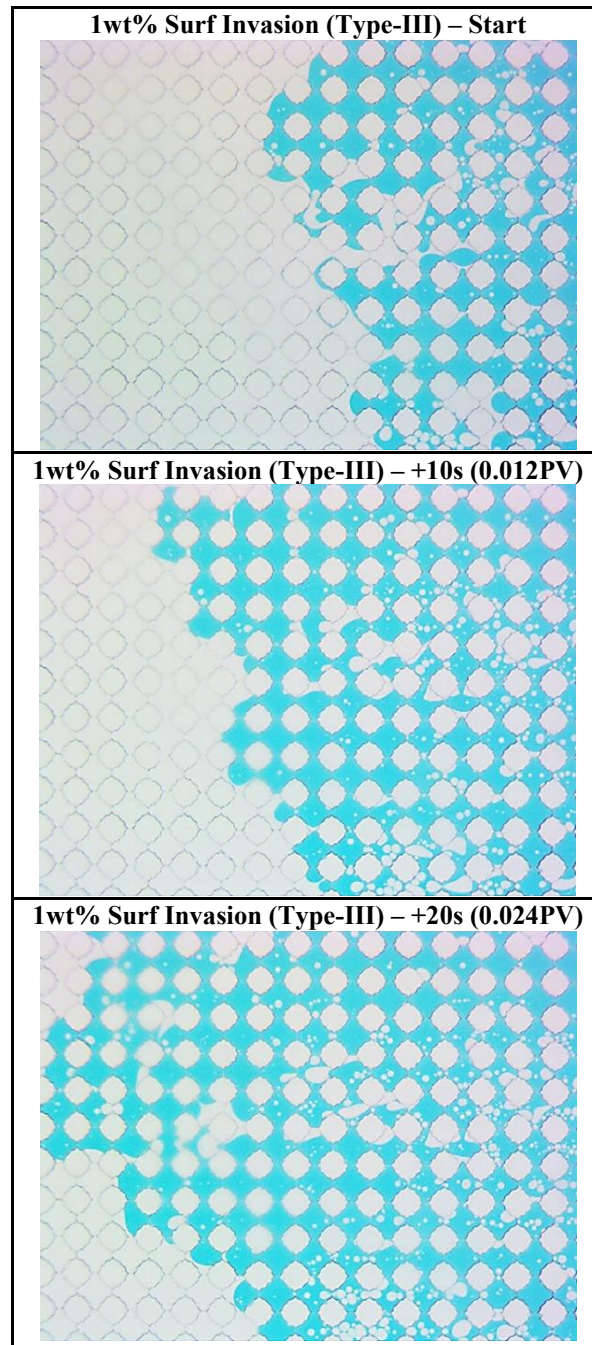 1wt% Surf Invasion (Type-III) – Start
1wt% Surf Invasion (Type-III) – +10s (0.012PV)
1wt% Surf Invasion (Type-III) – +20s (0.024PV)